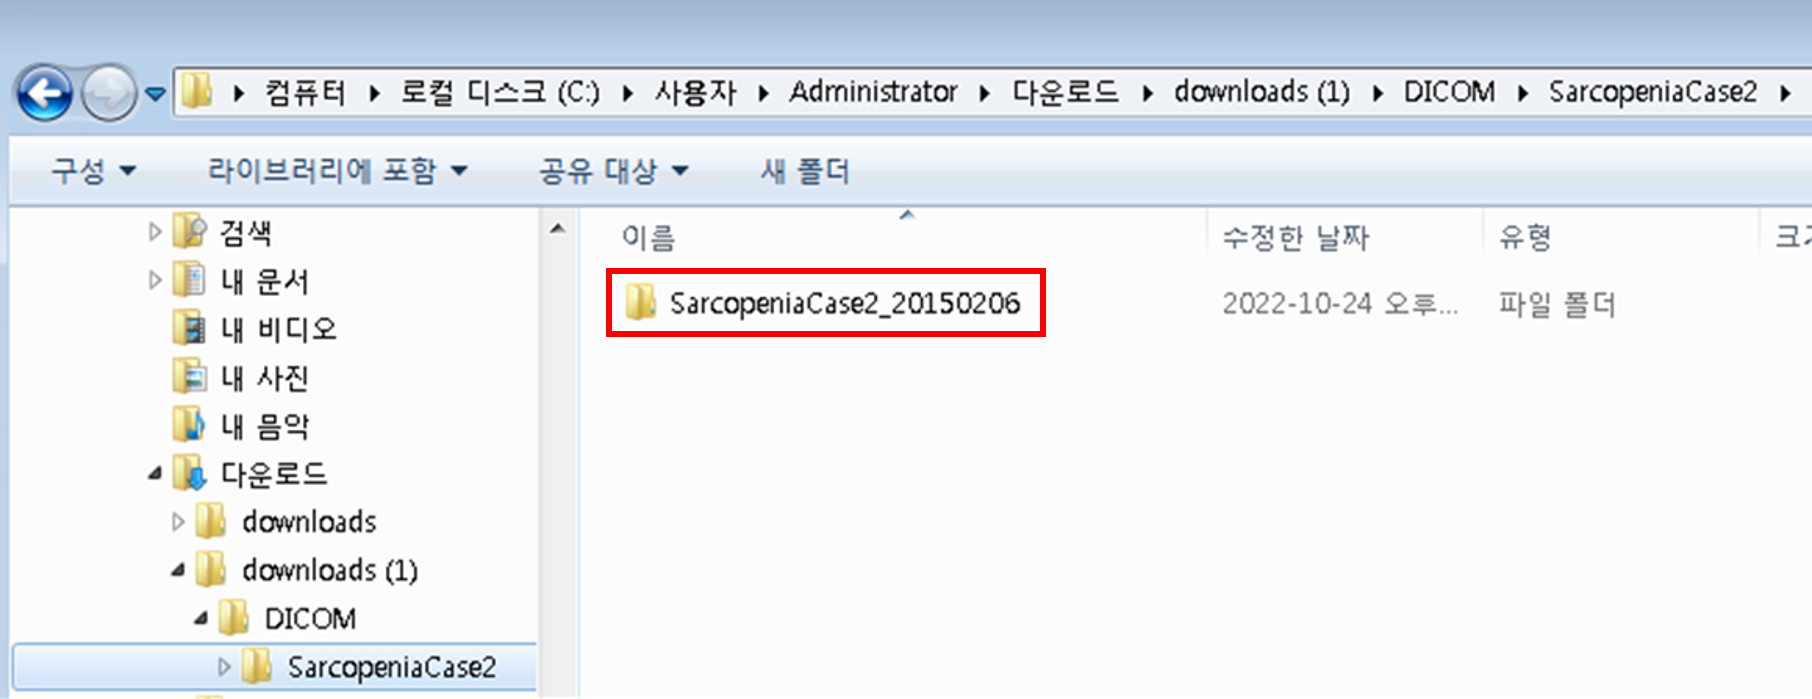 컴퓨터 로컬 디스크 (C:) 사용자 Administrator 다운로드 downloads (1) DICOM SarcopeniaCase2
구성 라이브러리에 포함 공유 대상 새 폴더
검색
내 문서
내 비디오
내 사진
내 음악
다운로드
downloads
downloads (1)
DICOM
SarcopeniaCase2
이름 수정한 날짜 유형
SarcopeniaCase2_20150206 2022-10-24 오후... 파일 폴더